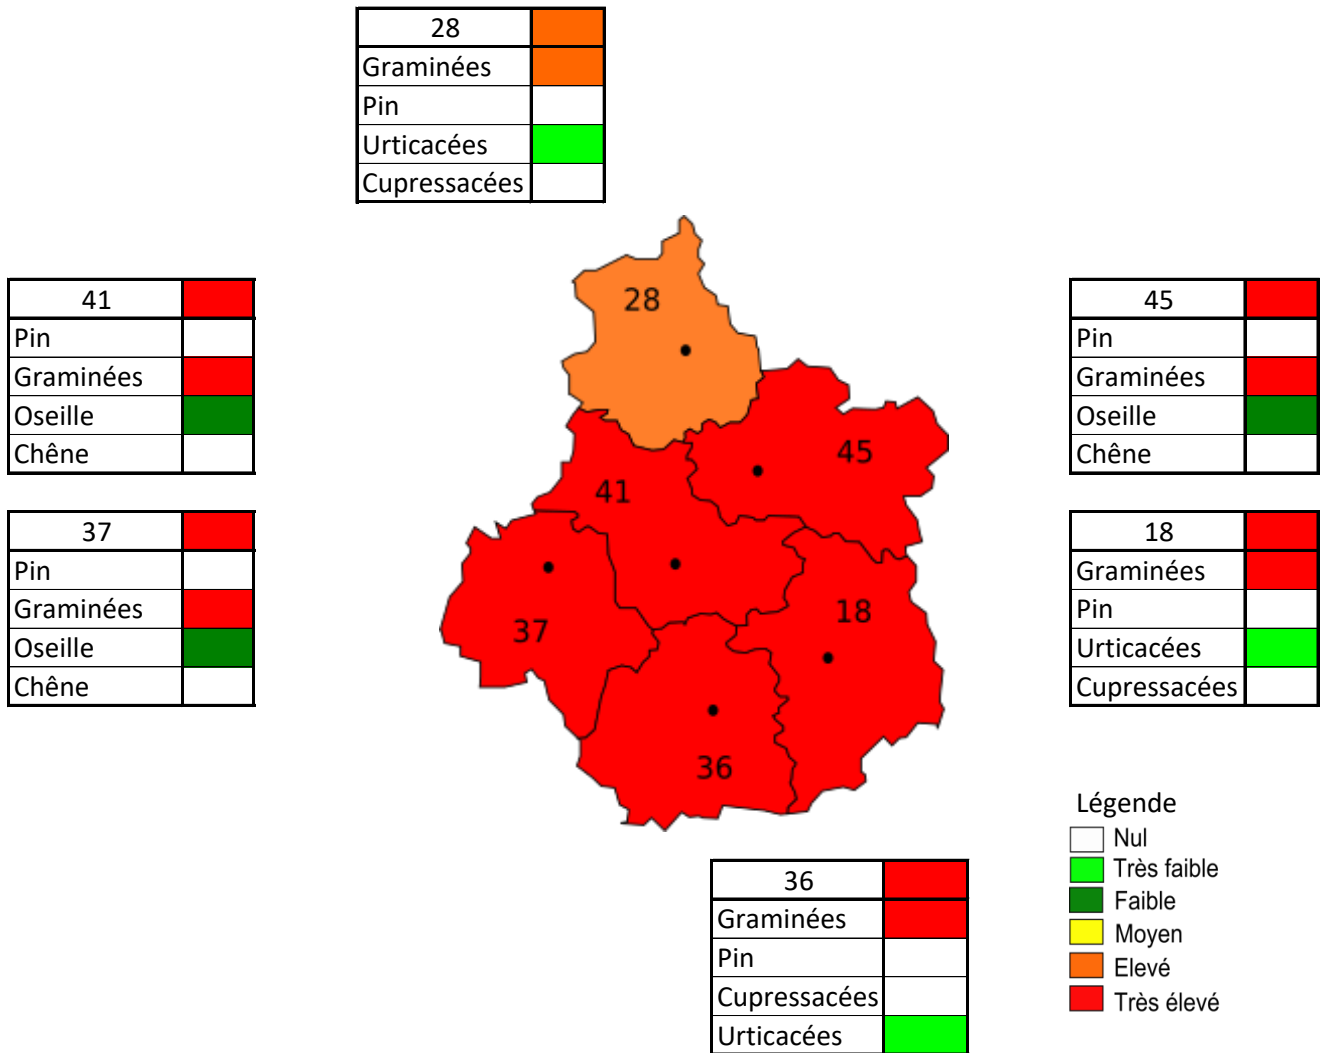 28
Graminées
Pin
Urticacées
Cupressacées
41
Pin
Graminées
Oseille
Chêne
37
Pin
Graminées
Oseille
Chêne
28
45
41
37
18
36
45
Pin
Graminées
Oseille
Chêne
18
Graminées
Pin
Urticacées
Cupressacées
36
Graminées
Pin
Cupressacées
Urticacées
Légende
Nul
Très faible
Faible
Moyen
Elevé
Très élevé